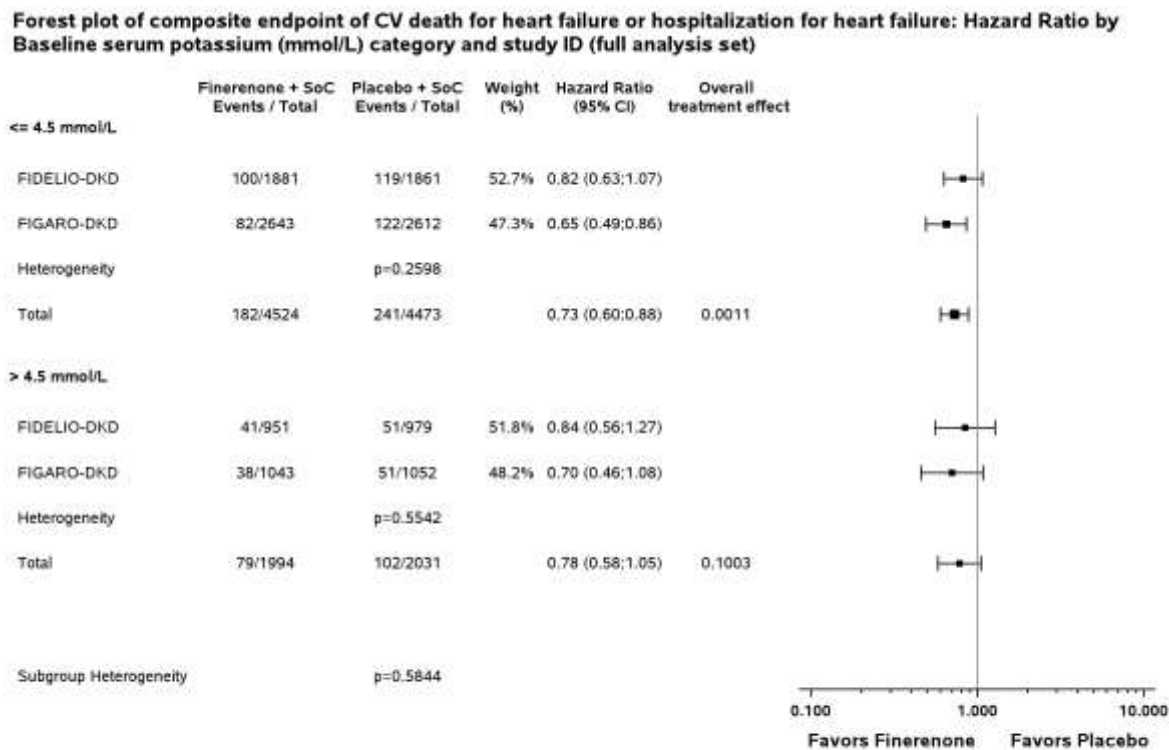 Forest plot of composite endpoint of CV death for heart failure or hospitalization for heart failure: Hazard Ratio by
Baseline serum potassium (mmol/L) category and study ID (full analysis set)
Finerenone + SoC Placebo + SoC Weight Hazard Ratio Overall
Events / Total Events / Total (%) (95% CI) treatment effect
<= 4.5 mmol/L
FIDELIO-DKD 100/1881 119/1861 52.7% 0.82 (0.63;1.07)
FIGARO-DKD 82/2643 122/2612 47.3% 0.65 (0.49;0.86)
Heterogeneity p=0.2598
Total 182/4524 241/4473 0.73 (0.60;0.88) 0.0011
> 4.5 mmol/L
FIDELIO-DKD 41/951 51/979 51.8% 0.84 (0.56;1.27)
FIGARO-DKD 38/1043 51/1052 48.2% 0.70 (0.46;1.08)
Heterogeneity p=0.5542
Total 79/1994 102/2031 0.78 (0.58;1.05) 0.1003
Subgroup Heterogeneity p=0.5844
0.100 1.000 10.000
Favors Finerenone Favors Placebo